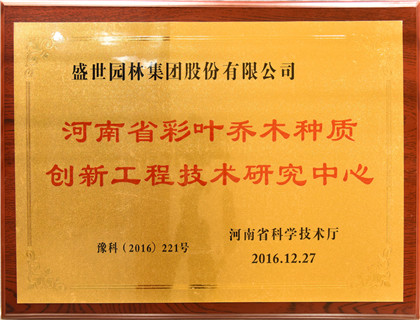 盛世园林集团股份有限公司
河南省彩叶乔木种质
创新工程技术研究中心
豫科（2016）221号
河南省科学技术厅
2016.12.27